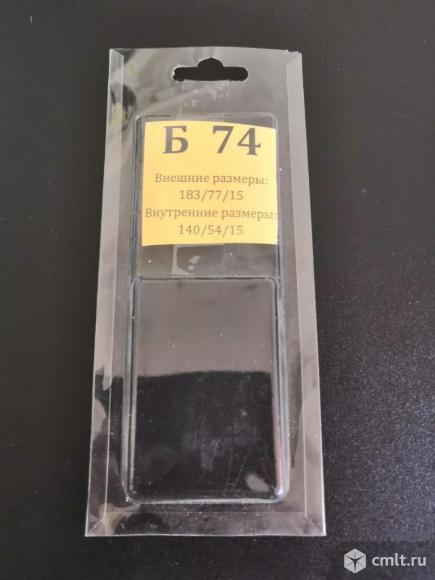 Б 74
Внешние размеры:
183/77/15
Внутренние размеры:
140/54/15
cmlt.ru